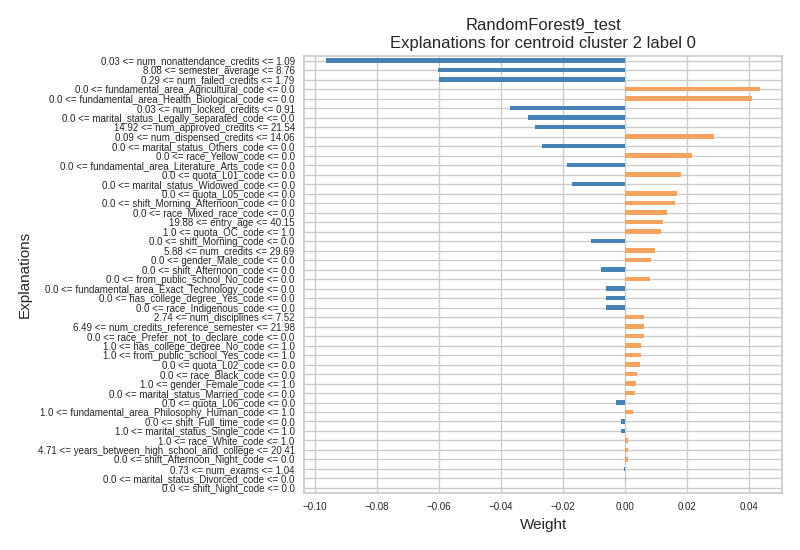 RandomForest9_test
Explanations for centroid cluster 2 label 0
Explanations
0.03 <= num_nonattendance_credits <= 1.09
8.08 <= semester_average <= 8.76
0.29 <= num_failed_credits <= 1.79
0.0 <= fundamental_area_Agricultural_code <= 0.0
0.0 <= fundamental_area_Health_Biological_code <= 0.0
0.03 <= num_locked_credits <= 0.91
0.0 <= marital_status_Legally_separated_code <= 0.0
14.92 <= num_approved_credits <= 21.54
0.09 <= num_dispensed_credits <= 14.06
0.0 <= marital_status_Others_code <= 0.0
0.0 <= race_Yellow_code <= 0.0
0.0 <= fundamental_area_Literature_Arts_code <= 0.0
0.0 <= quota_L01_code <= 0.0
0.0 <= marital_status_Widowed_code <= 0.0
0.0 <= quota_L05_code <= 0.0
0.0 <= shift_Morning_Afternoon_code <= 0.0
0.0 <= race_Mixed_race_code <= 0.0
19.88 <= entry_age <= 40.15
1.0 <= quota_OC_code <= 1.0
0.0 <= shift_Morning_code <= 0.0
5.88 <= num_credits <= 29.69
0.0 <= gender_Male_code <= 0.0
0.0 <= shift_Afternoon_code <= 0.0
0.0 <= from_public_school_No_code <= 0.0
0.0 <= fundamental_area_Exact_Technology_code <= 0.0
0.0 <= has_college_degree_Yes_code <= 0.0
0.0 <= race_Indigenous_code <= 0.0
2.74 <= num_disciplines <= 7.52
6.49 <= num_credits_reference_semester <= 21.98
0.0 <= race_Prefer_not_to_declare_code <= 0.0
1.0 <= has_college_degree_No_code <= 1.0
1.0 <= from_public_school_Yes_code <= 1.0
0.0 <= quota_L02_code <= 0.0
0.0 <= race_Black_code <= 0.0
1.0 <= gender_Female_code <= 1.0
0.0 <= marital_status_Married_code <= 0.0
0.0 <= quota_L06_code <= 0.0
1.0 <= fundamental_area_Philosophy_Human_code <= 1.0
0.0 <= shift_Full_time_code <= 0.0
1.0 <= marital_status_Single_code <= 1.0
1.0 <= race_White_code <= 1.0
4.71 <= years_between_high_school_and_college <= 20.41
0.0 <= shift_Afternoon_Night_code <= 0.0
0.73 <= num_exams <= 1.04
0.0 <= marital_status_Divorced_code <= 0.0
0.0 <= shift_Night_code <= 0.0
−0.10 −0.08 −0.06 −0.04 −0.02 0.00 0.02 0.04
Weight